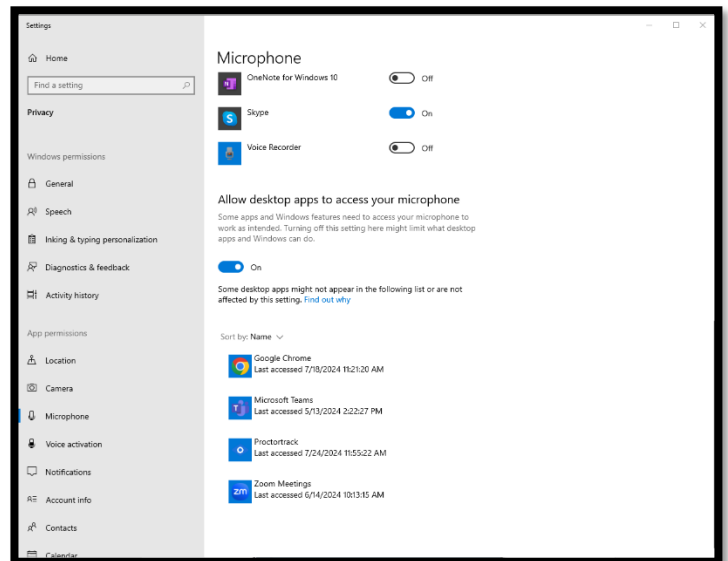 Settings
Home
Find a setting
Privacy
Windows permissions
General
Speech
Inking & typing personalization
Diagnostics & feedback
Activity history
App permissions
Location
Camera
Microphone
Voice activation
Notifications
Account info
Contacts
Calendar
Microphone
OneNote for Windows 10
Off
Skype
On
Voice Recorder
Off
Allow desktop apps to access your microphone
Some apps and Windows features need to access your microphone to
work as intended. Turning off this setting here might limit what desktop
apps and Windows can do.
On
Some desktop apps might not appear in the following list or are not
affected by this setting. Find out why
Sort by: Name
Google Chrome
Last accessed 7/18/2024 11:21:20 AM
Microsoft Teams
Last accessed 5/13/2024 2:22:27 PM
Proctortrack
Last accessed 7/24/2024 11:55:22 AM
zm
Zoom Meetings
Last accessed 6/14/2024 10:13:15 AM